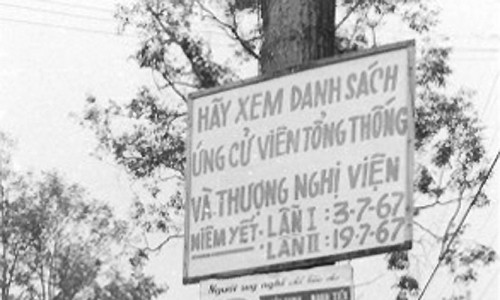 HÃY XEM DANH SÁCH
ỨNG CỬ VIÊN TỔNG THỐNG
VÀ THƯỢNG NGHỊ VIỆN
NIÊM YẾT: LẦN I : 3-7-67
LẦN II : 19-7-67
Người